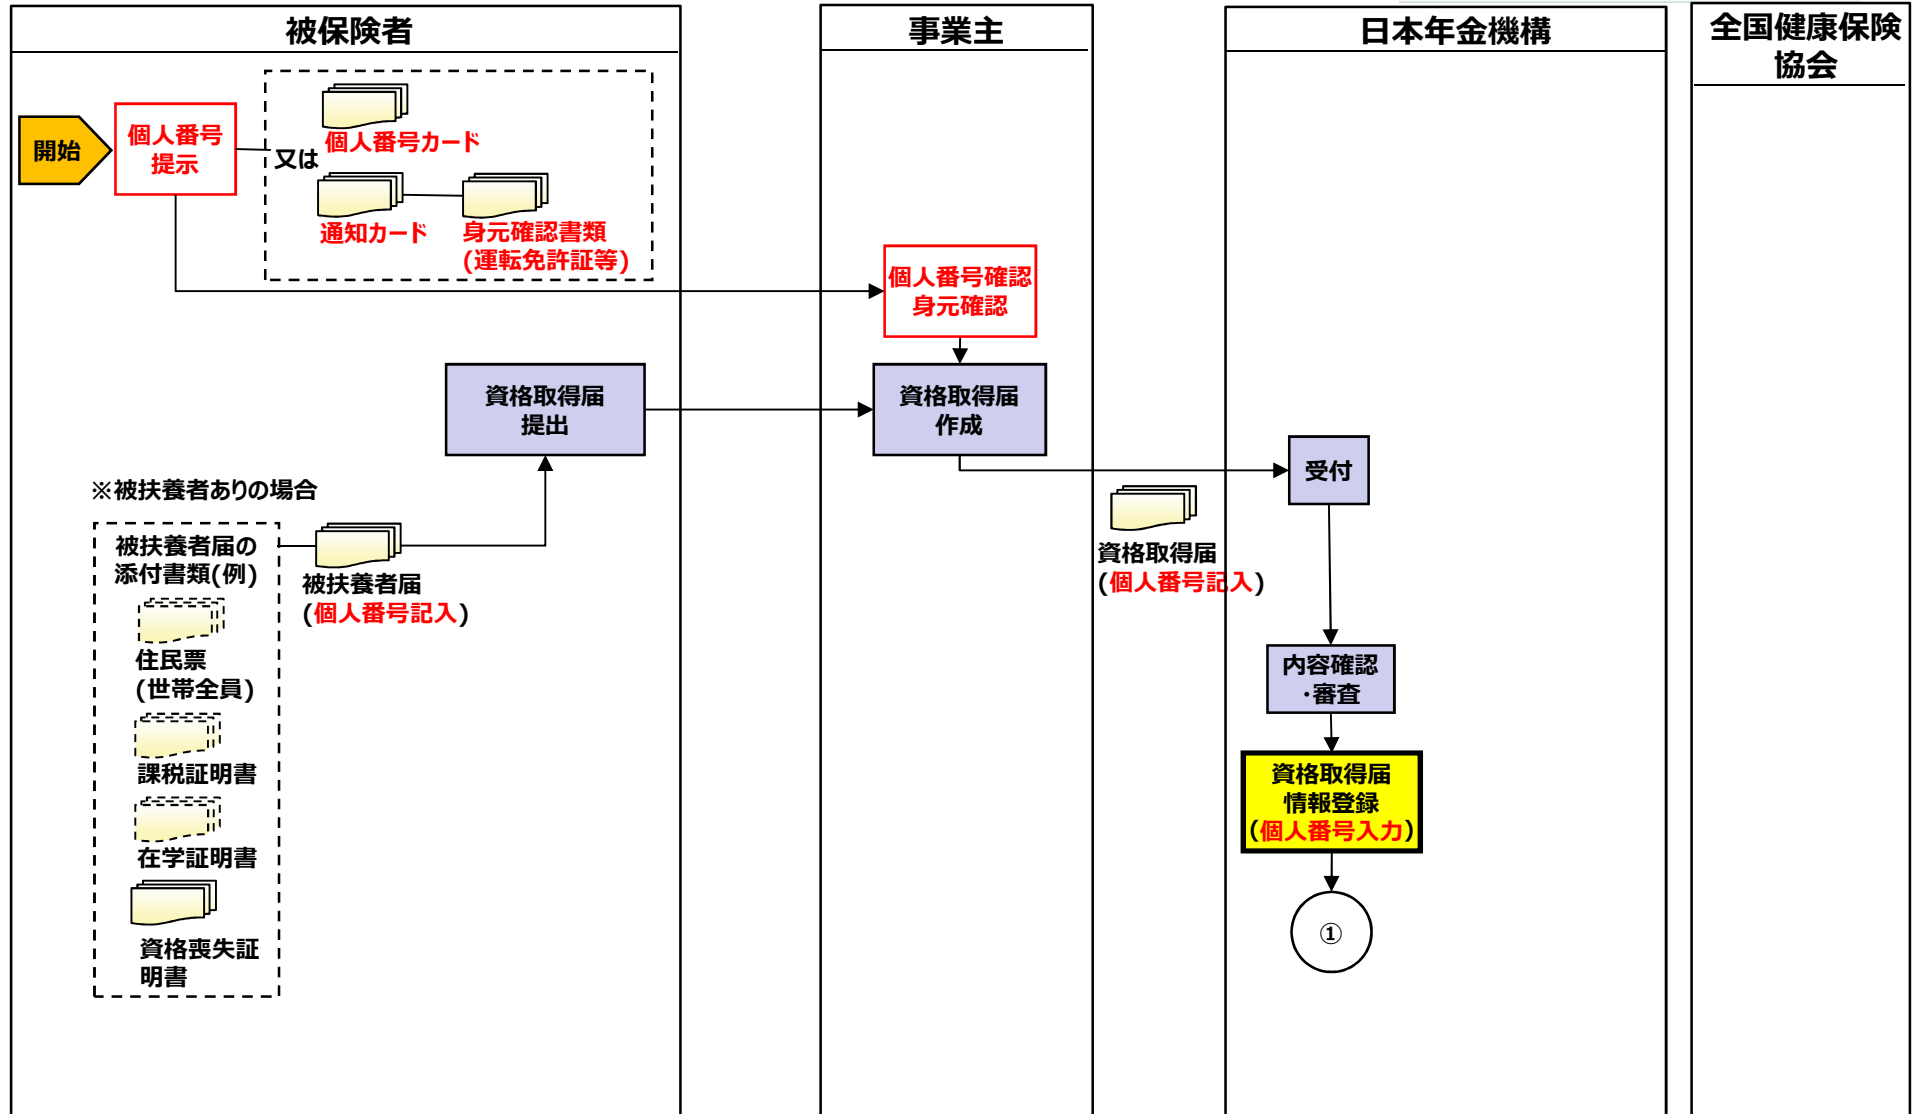 被保険者
事業主
日本年金機構
全国健康保険
協会
開始
個人番号
提示
又は
個人番号カード
通知カード
身元確認書類
(運転免許証等)
個人番号確認
身元確認
資格取得届
提出
資格取得届
作成
受付
※被扶養者ありの場合
被扶養者届の
添付書類(例)
被扶養者届
(個人番号記入)
資格取得届
(個人番号記入)
住民票
(世帯全員)
課税証明書
在学証明書
資格喪失証
明書
内容確認
・審査
資格取得届
情報登録
(個人番号入力)
①